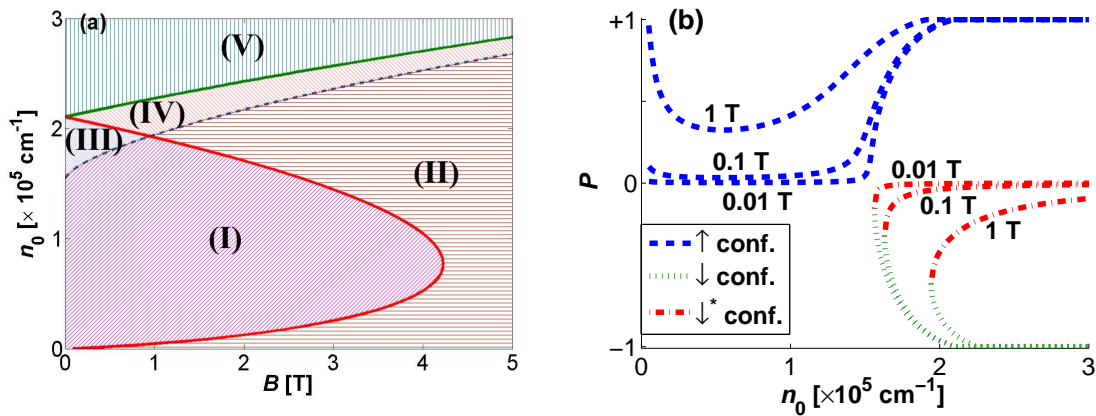 (a)
3
2
1
0
n₀ [× 10⁵ cm⁻¹]
(V)
(IV)
(III)
(II)
(I)
0 1 2 3 4 5
B [T]
(b)
+1
0
−1
P
1 T
0.1 T
0.01 T
0.01 T
0.1 T
1 T
↑ conf.
↓ conf.
↓* conf.
0 1 2 3
n₀ [×10⁵ cm⁻¹]